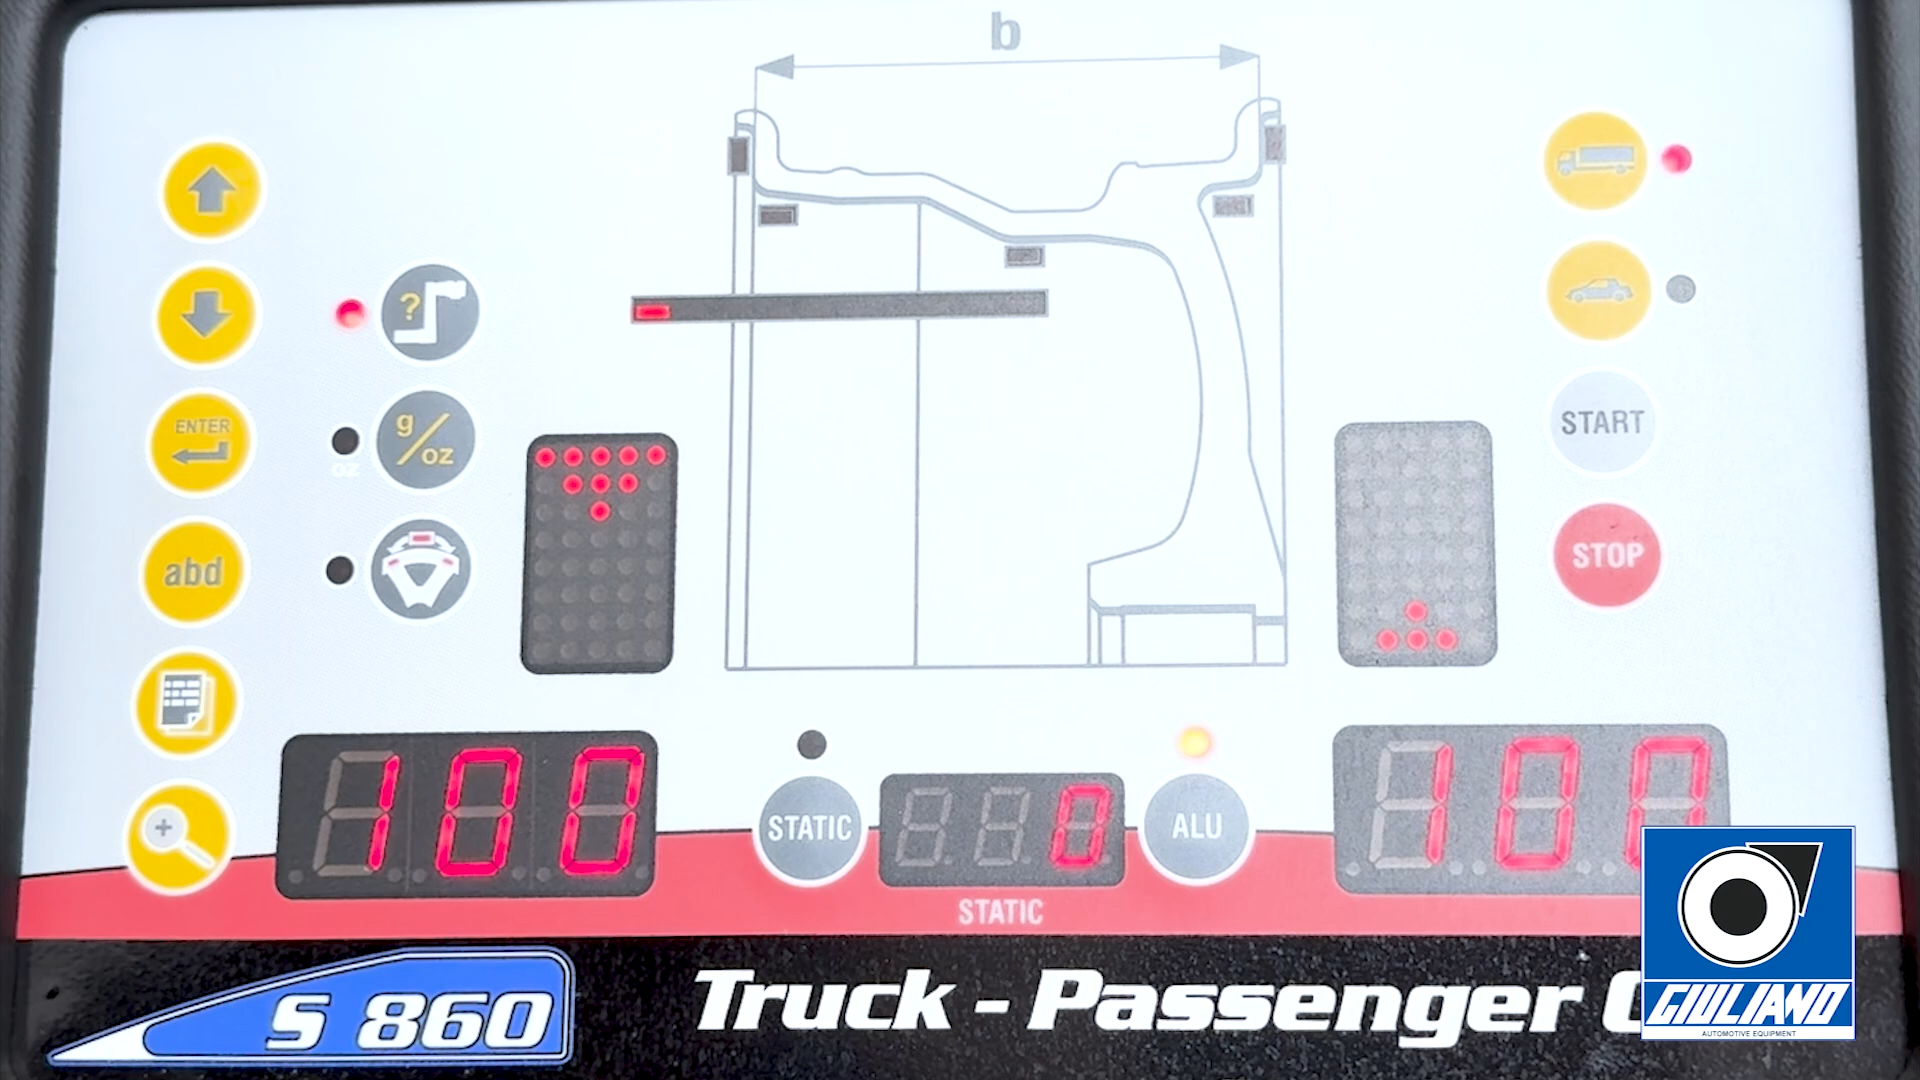 b
?
ENTER
g/oz
oz
abd
START
STOP
100
STATIC
0
ALU
100
STATIC
S 860
Truck - Passenger
GIULIANO
AUTOMOTIVE EQUIPMENT